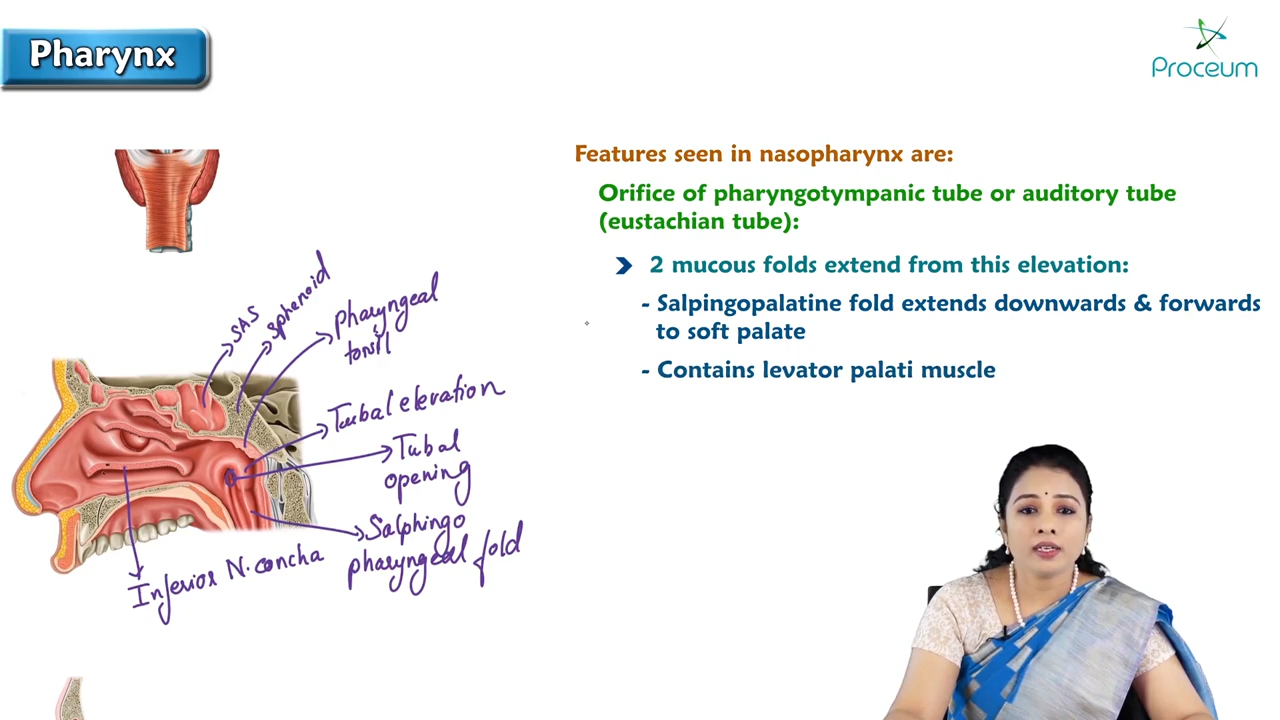 Pharynx
Proceum
Features seen in nasopharynx are:
Orifice of pharyngotympanic tube or auditory tube
(eustachian tube):
2 mucous folds extend from this elevation:
- Salpingopalatine fold extends downwards & forwards
to soft palate
- Contains levator palati muscle
SAS
Sphenoid
Pharyngeal
tonsil
Tubal elevation
Tubal
opening
Salphingo
pharyngeal fold
Inferior N. concha